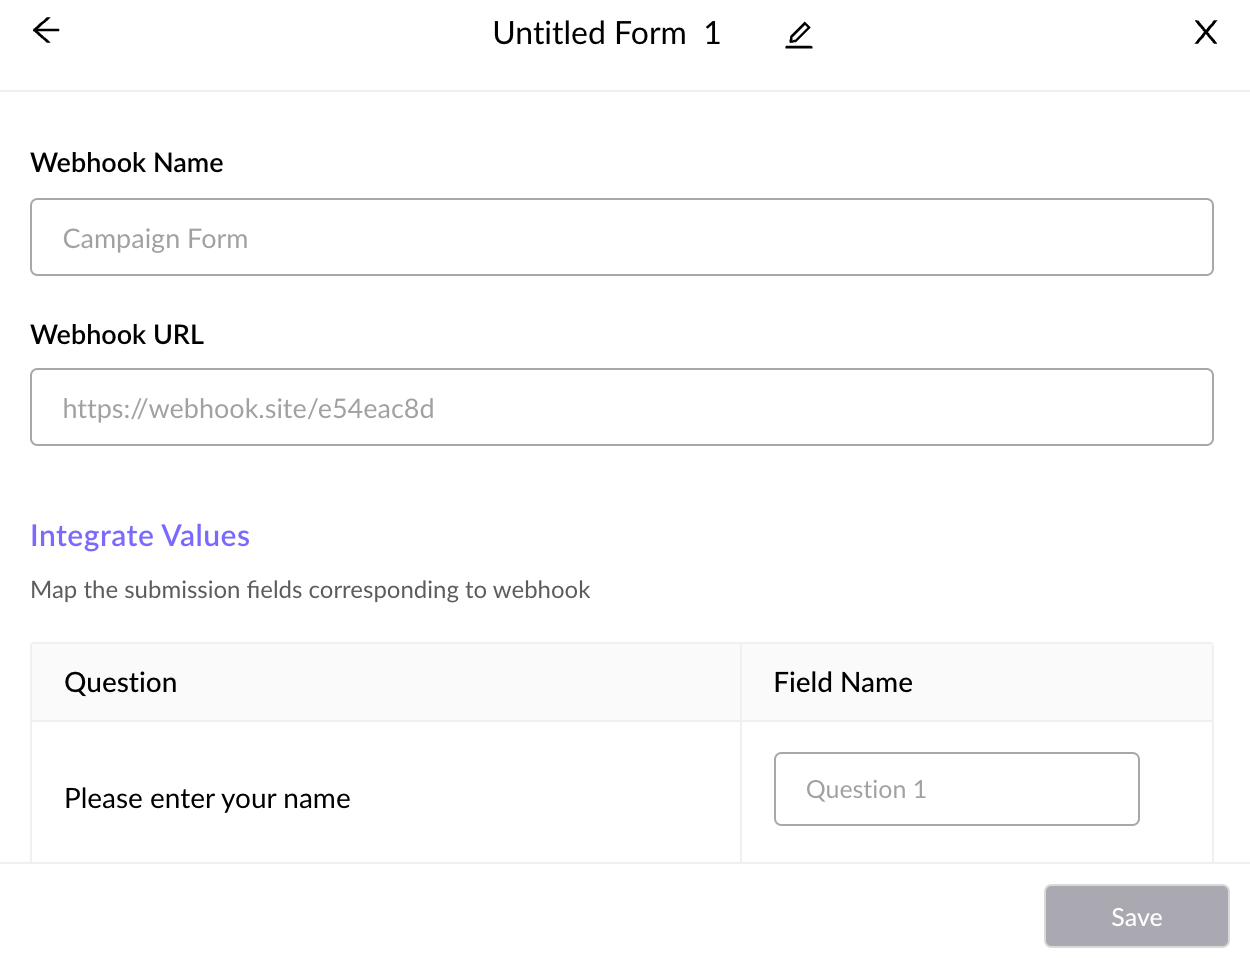 Untitled Form 1
Webhook Name
Campaign Form
Webhook URL
https://webhook.site/e54eac8d
Integrate Values
Map the submission fields corresponding to webhook
Question Field Name
Please enter your name Question 1
Save